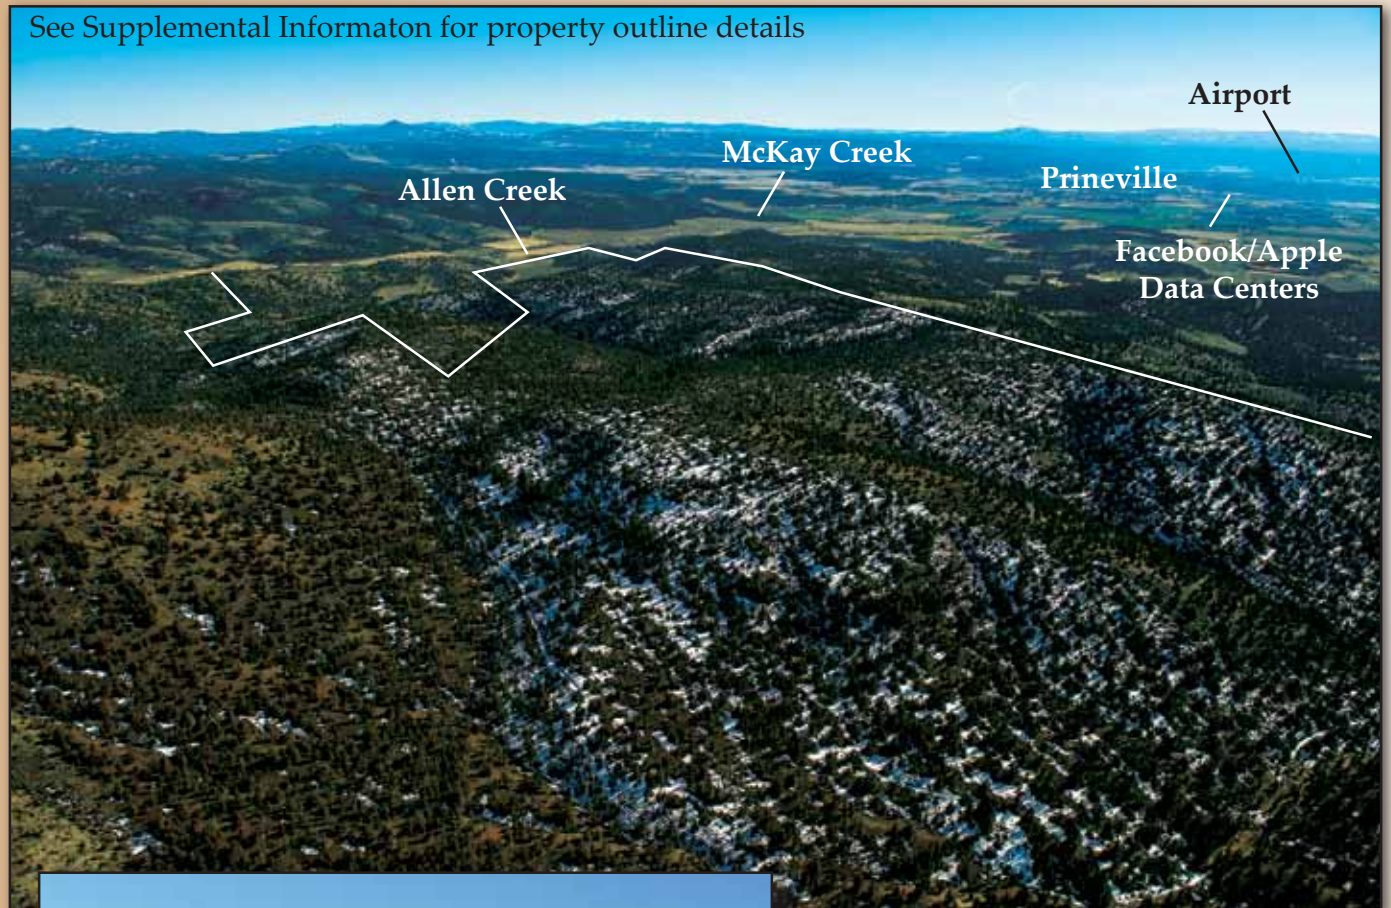 See Supplemental Informaton for property outline details
Airport
McKay Creek
Prineville
Allen Creek
Facebook/Apple
Data Centers